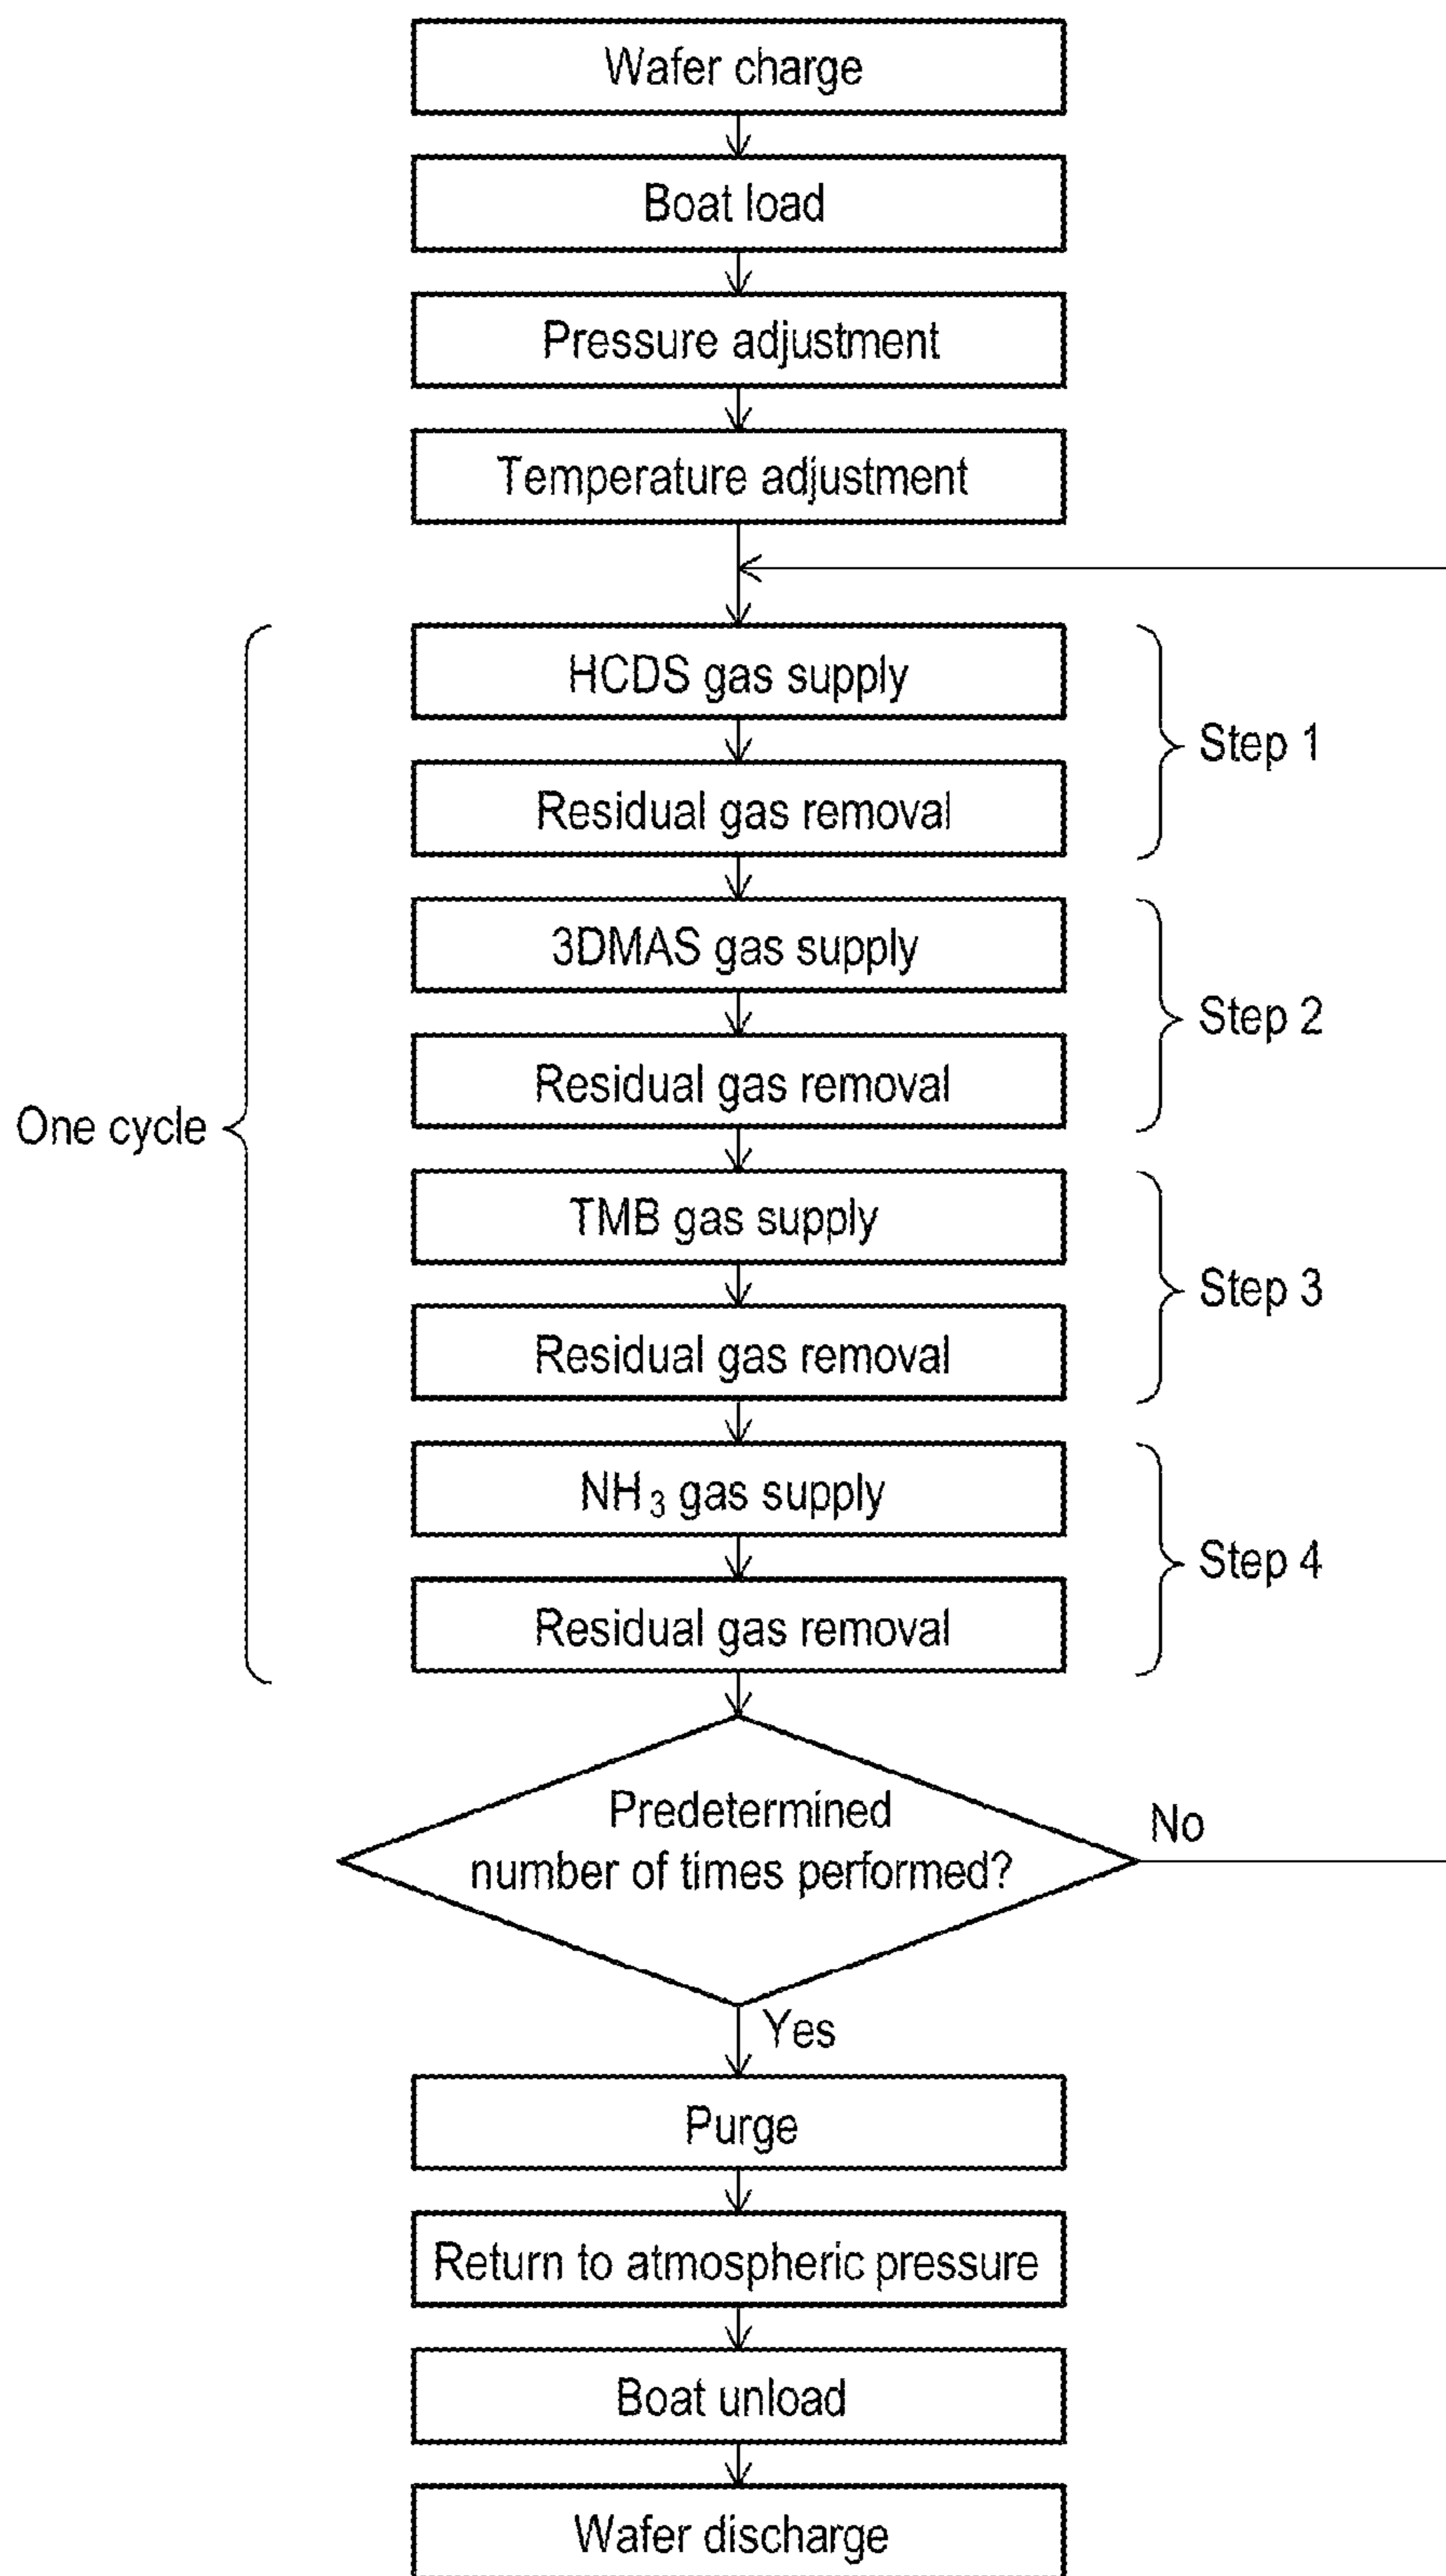 Wafer charge
Boat load
Pressure adjustment
Temperature adjustment
HCDS gas supply
Step 1
Residual gas removal
3DMAS gas supply
Step 2
Residual gas removal
One cycle
TMB gas supply
Step 3
Residual gas removal
NH₃ gas supply
Step 4
Residual gas removal
Predetermined
number of times performed?
No
Yes
Purge
Return to atmospheric pressure
Boat unload
Wafer discharge